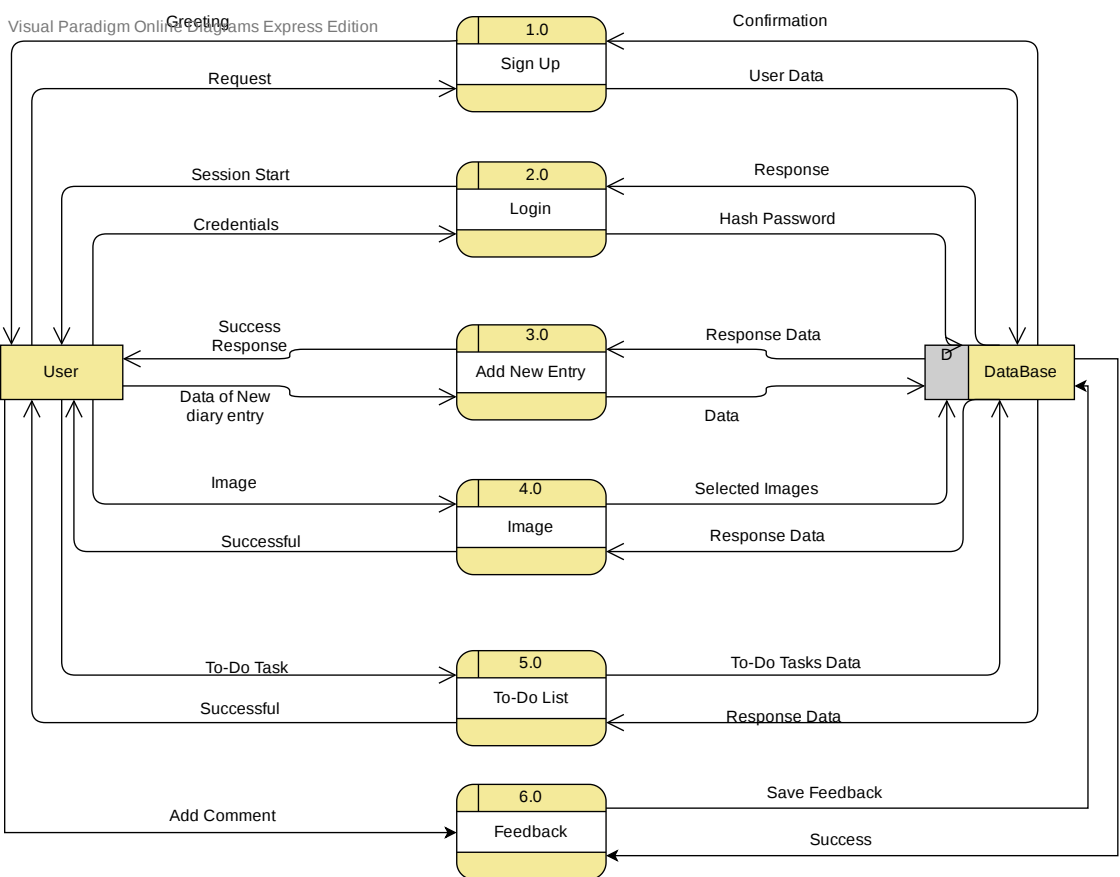 Greeting
Visual Paradigm Online Diagrams Express Edition
1.0
Confirmation
Sign Up
Request
User Data
2.0
Session Start
Response
Login
Credentials
Hash Password
3.0
Success
Response
Response Data
User
Add New Entry
D
DataBase
Data of New
diary entry
Data
4.0
Image
Selected Images
Image
Successful
Response Data
5.0
To-Do Task
To-Do Tasks Data
To-Do List
Successful
Response Data
6.0
Save Feedback
Add Comment
Feedback
Success